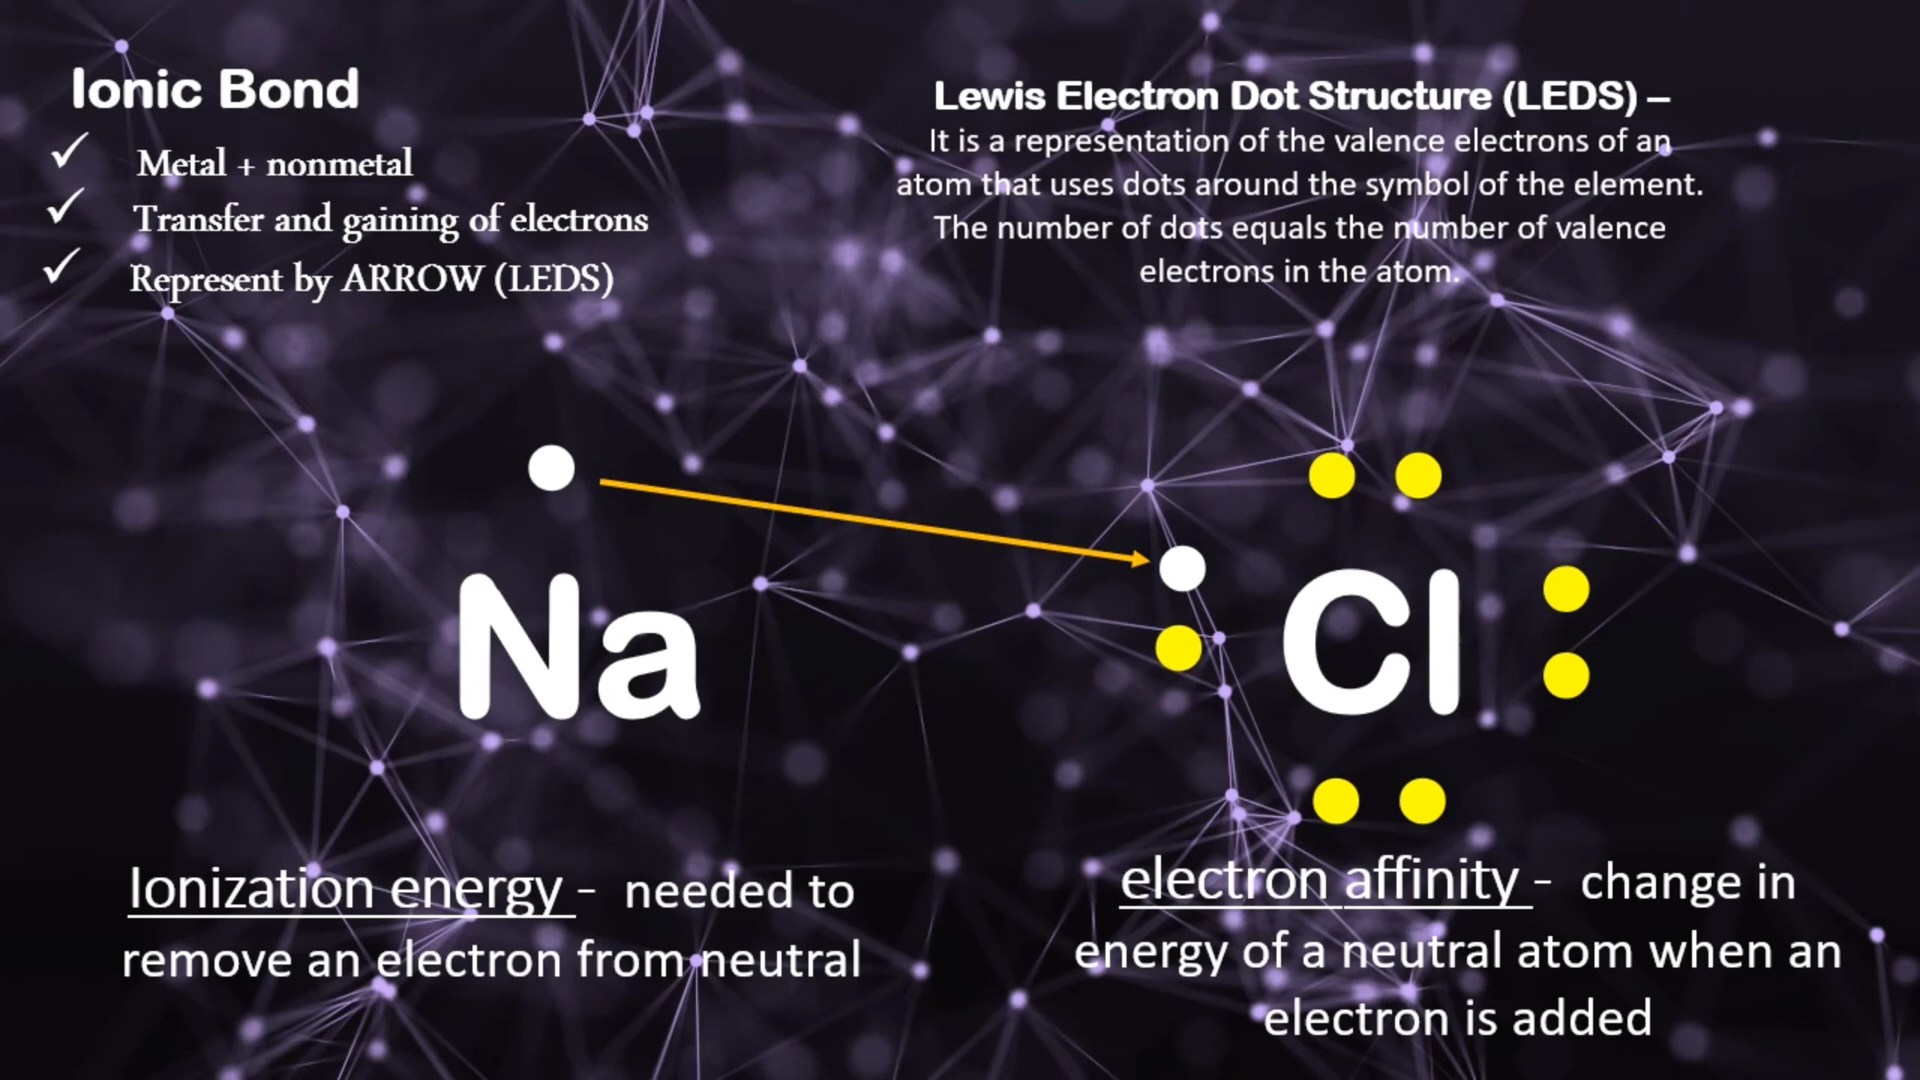 Ionic Bond
✓ Metal + nonmetal
✓ Transfer and gaining of electrons
✓ Represent by ARROW (LEDS)
Lewis Electron Dot Structure (LEDS) –
It is a representation of the valence electrons of an
atom that uses dots around the symbol of the element.
The number of dots equals the number of valence
electrons in the atom.
Na
Cl
Ionization energy - needed to
remove an electron from neutral
electron affinity - change in
energy of a neutral atom when an
electron is added